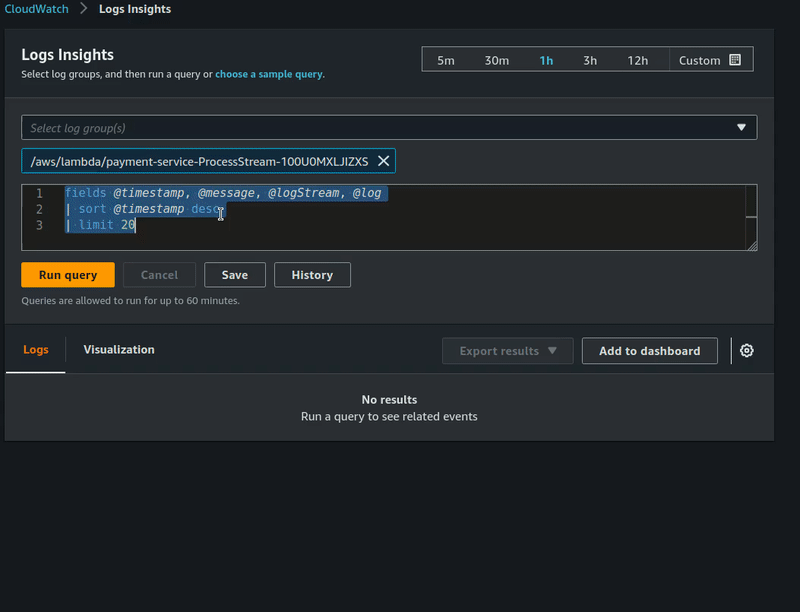 CloudWatch > Logs Insights
Logs Insights
Select log groups, and then run a query or choose a sample query.
5m 30m 1h 3h 12h Custom
Select log group(s)
/aws/lambda/payment-service-ProcessStream-100U0MXLJIZXS
1 fields @timestamp, @message, @logStream, @log
2 | sort @timestamp desc
3 | limit 20
Run query Cancel Save History
Queries are allowed to run for up to 60 minutes.
Logs Visualization Export results Add to dashboard
No results
Run a query to see related events